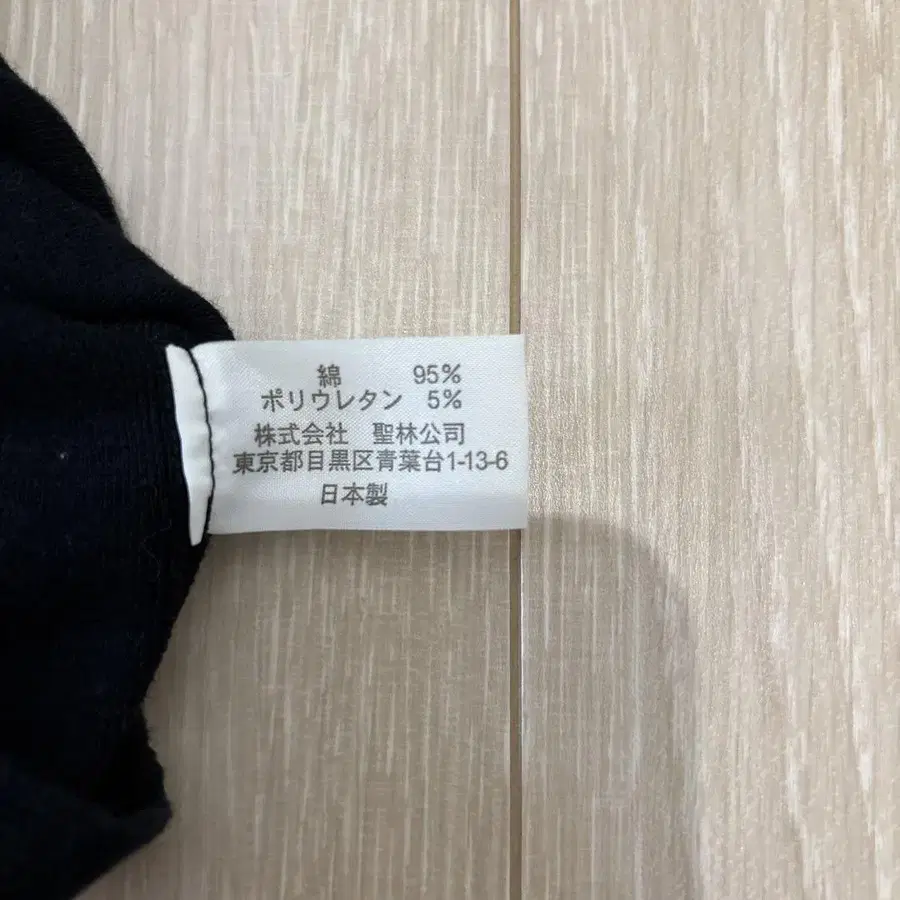 綿 95%
ポリウレタン 5%
株式会社 聖林公司
東京都目黒区青葉台1-13-6
日本製